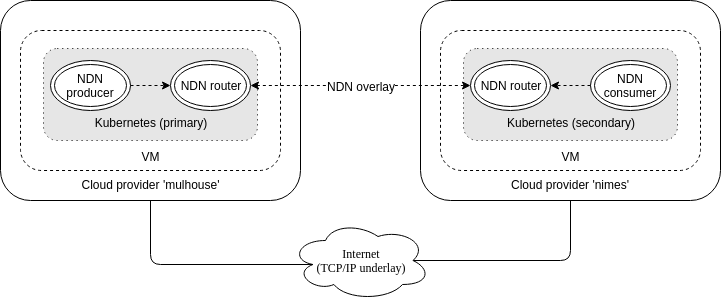 NDN
producer
NDN router
Kubernetes (primary)
VM
Cloud provider 'mulhouse'
NDN overlay
NDN router
NDN
consumer
Kubernetes (secondary)
VM
Cloud provider 'nimes'
Internet
(TCP/IP underlay)